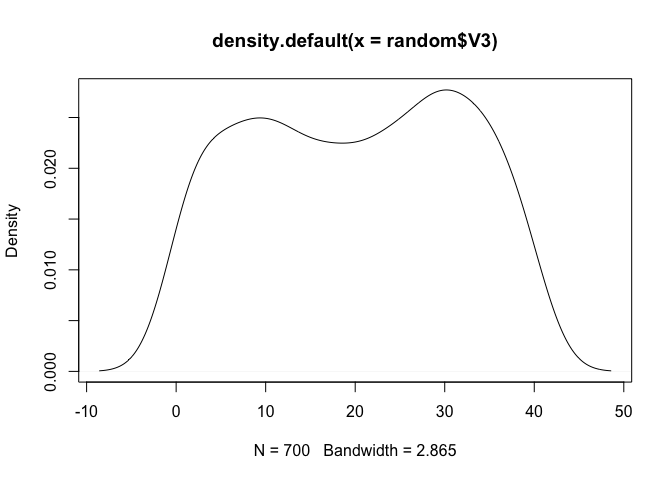 density.default(x = random$V3)
Density
0.000
0.010
0.020
-10 0 10 20 30 40 50
N = 700 Bandwidth = 2.865